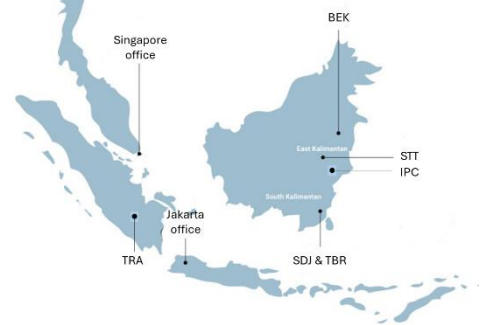 BEK
Singapore
office
East Kalimantan
STT
IPC
South Kalimantan
Jakarta
office
TRA
SDJ & TBR